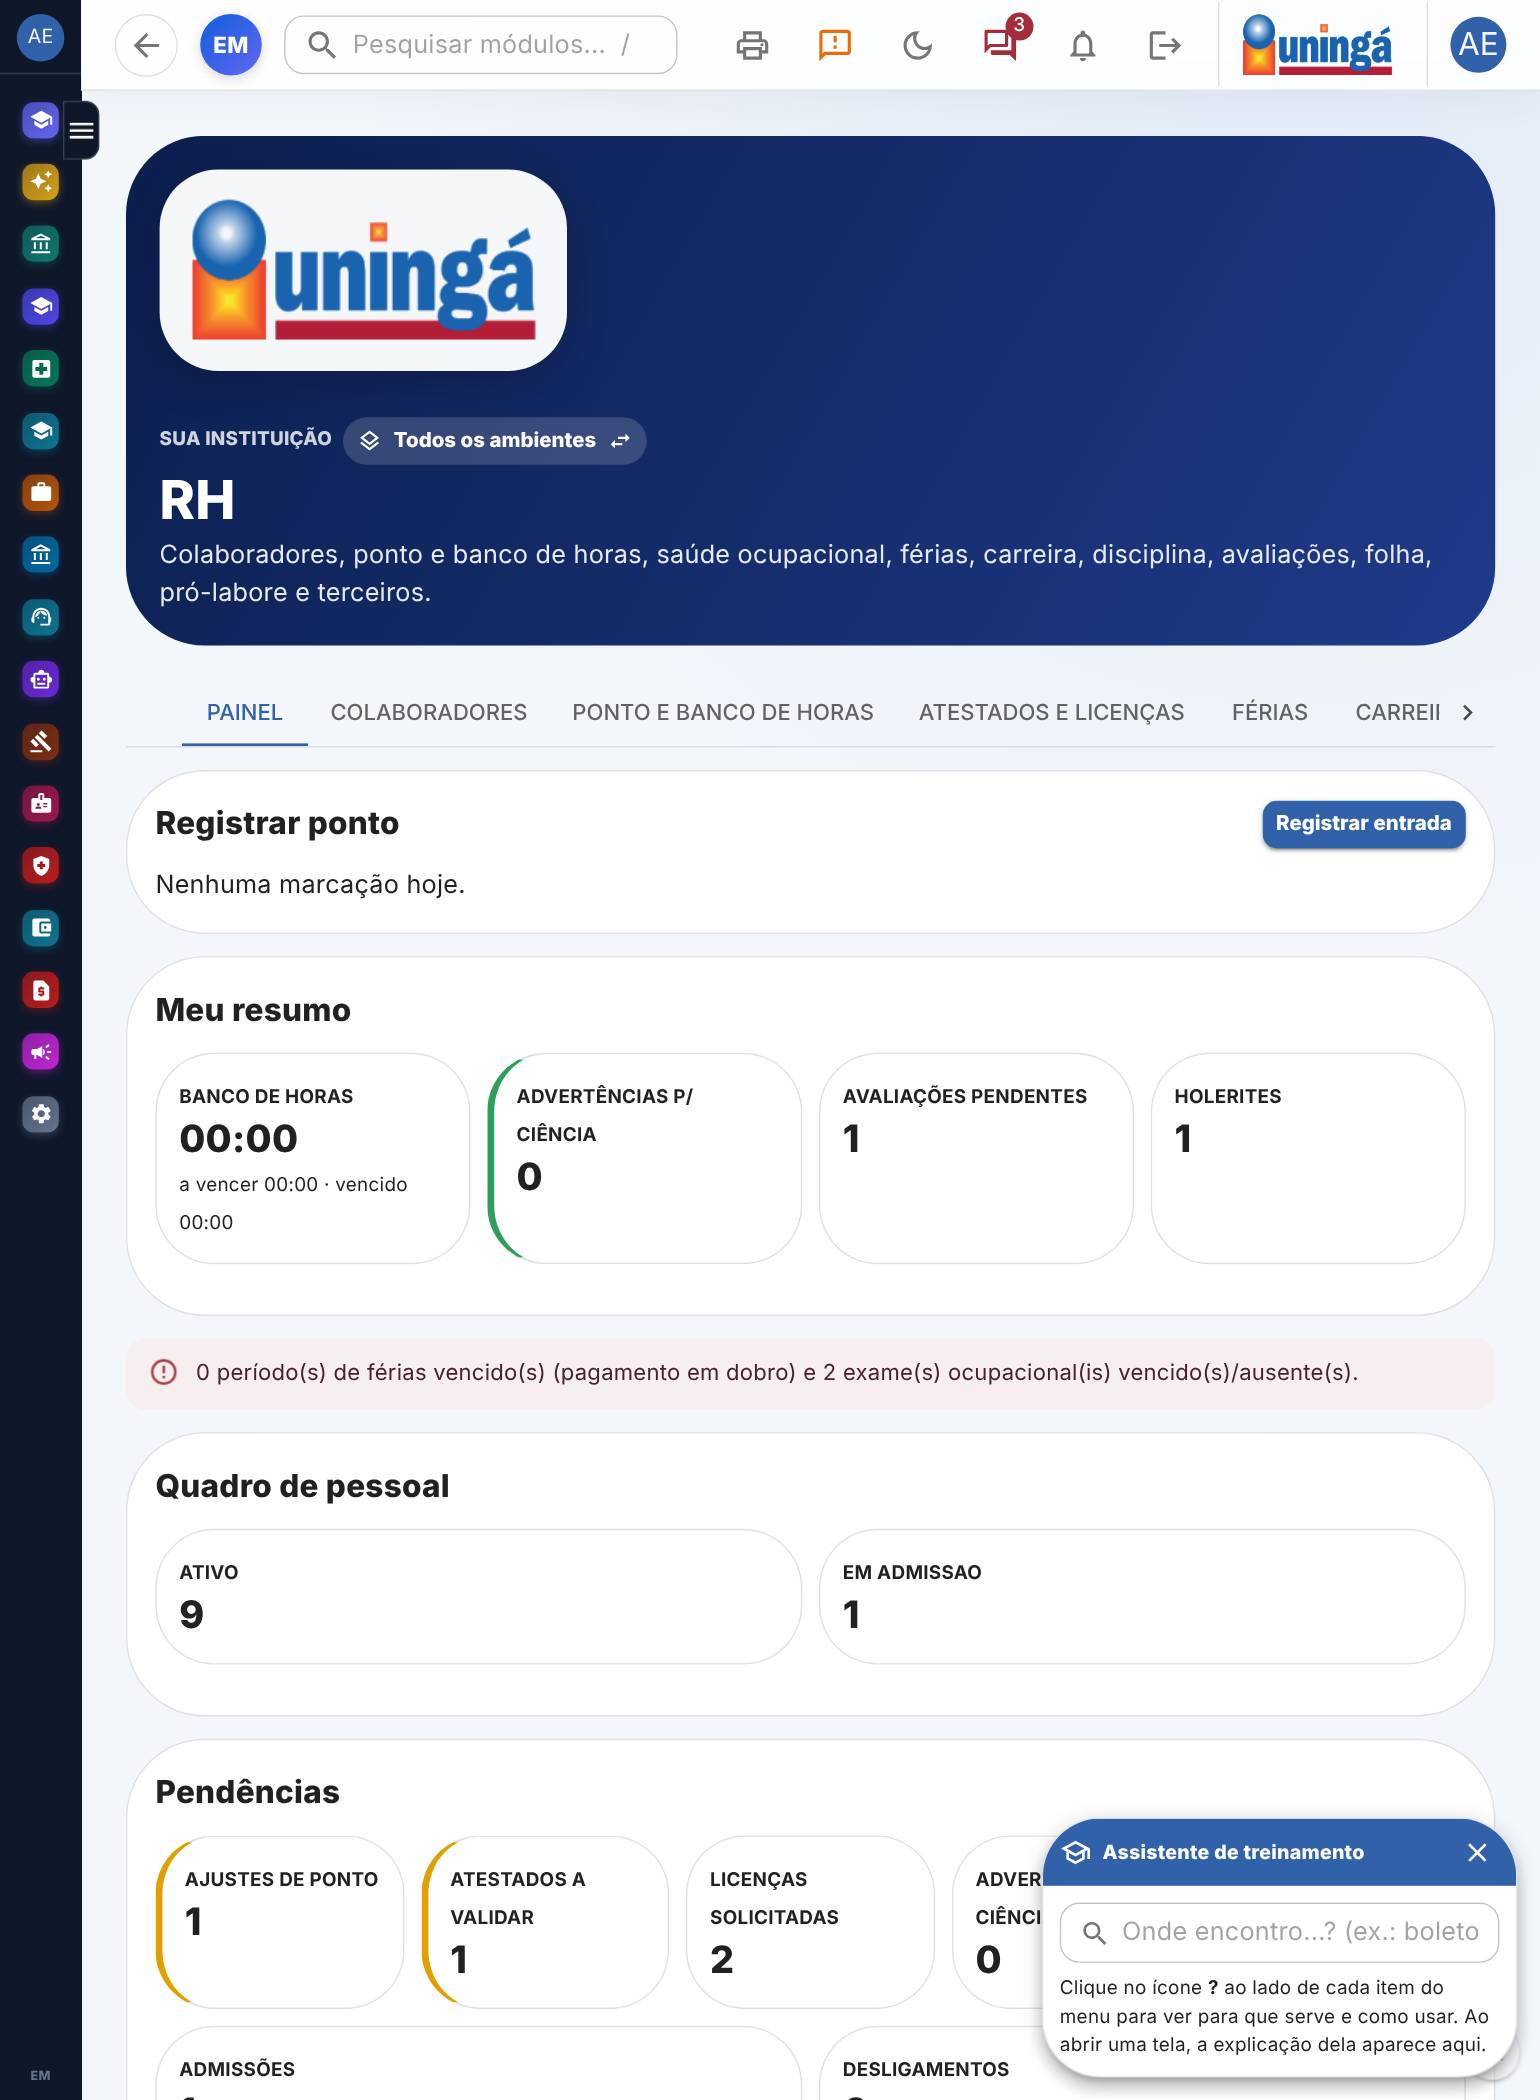 AE
EM
Pesquisar módulos... /
3
uningá
AE
uningá
SUA INSTITUIÇÃO
Todos os ambientes
RH
Colaboradores, ponto e banco de horas, saúde ocupacional, férias, carreira, disciplina, avaliações, folha,
pró-labore e terceiros.
PAINEL
COLABORADORES
PONTO E BANCO DE HORAS
ATESTADOS E LICENÇAS
FÉRIAS
Registrar ponto
Registrar entrada
Nenhuma marcação hoje.
Meu resumo
BANCO DE HORAS
00:00
a vencer 00:00 · vencido
00:00
ADVERTÊNCIAS P/
CIÊNCIA
0
AVALIAÇÕES PENDENTES
1
HOLERITES
1
0 período(s) de férias vencido(s) (pagamento em dobro) e 2 exame(s) ocupacional(is) vencido(s)/ausente(s).
Quadro de pessoal
ATIVO
9
EM ADMISSAO
1
Pendências
AJUSTES DE PONTO
1
ATESTADOS A
VALIDAR
1
LICENÇAS
SOLICITADAS
2
ADVER
CIÊNCI
0
ADMISSÕES
DESLIGAMENTOS
Assistente de treinamento
Onde encontro...? (ex.: boleto
Clique no ícone ? ao lado de cada item do
menu para ver para que serve e como usar. Ao
abrir uma tela, a explicação dela aparece aqui.
EM